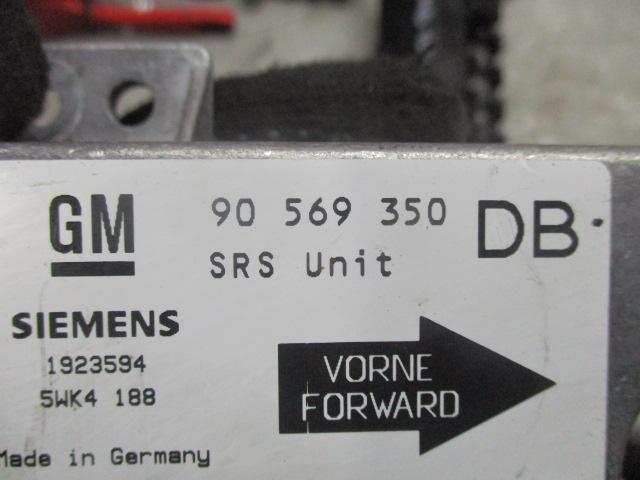 GM 90 569 350 DB
SRS Unit
SIEMENS
1923594
5WK4 188
VORNE
FORWARD
Made in Germany